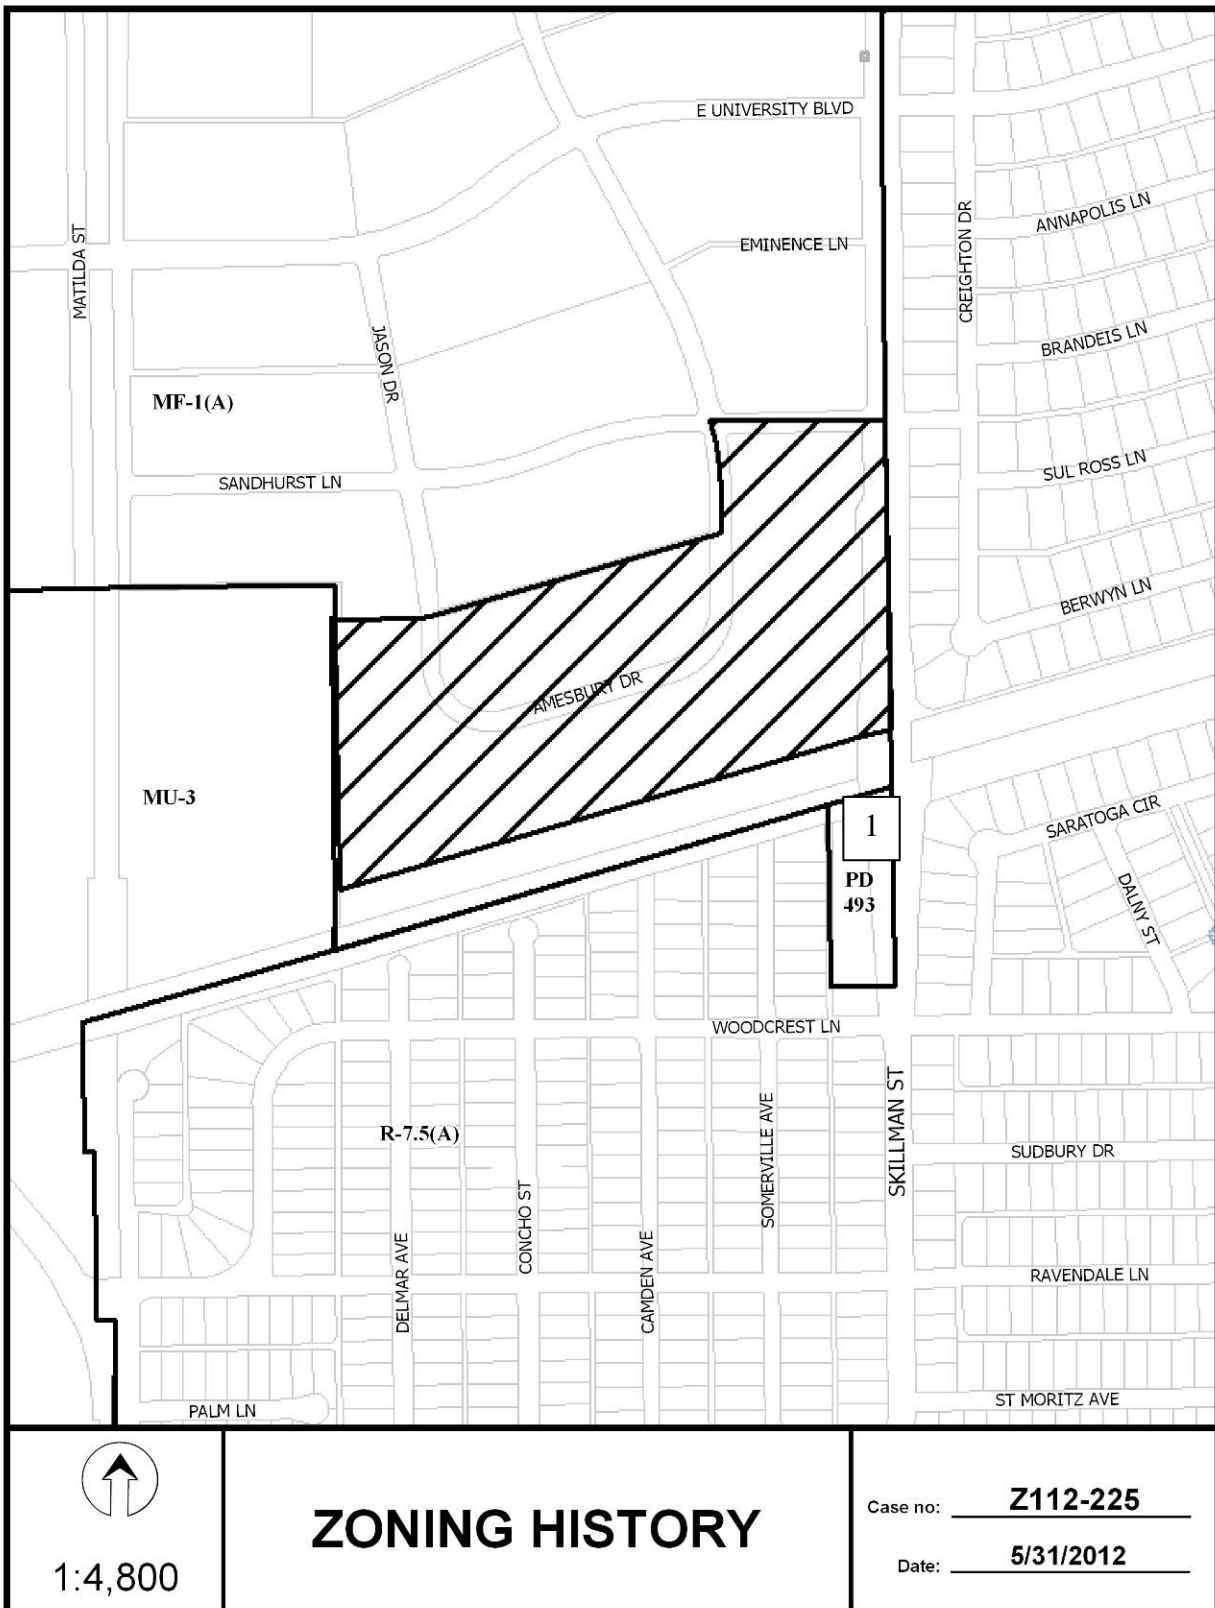 E UNIVERSITY BLVD
ANNAPOLIS LN
MATILDA ST
EMINENCE LN
CREIGHTON DR
JASON DR
BRANDEIS LN
MF-1(A)
SUL ROSS LN
SANDHURST LN
BERWYN LN
AMESBURY DR
MU-3
SARATOGA CIR
1
PD
493
DALNY ST
WOODCREST LN
SKILLMAN ST
R-7.5(A)
SOMERVILLE AVE
SUDBURY DR
CONCHO ST
DELMAR AVE
CAMDEN AVE
RAVENDALE LN
PALM LN
ST MORITZ AVE
1:4,800
ZONING HISTORY
Case no: Z112-225
Date: 5/31/2012